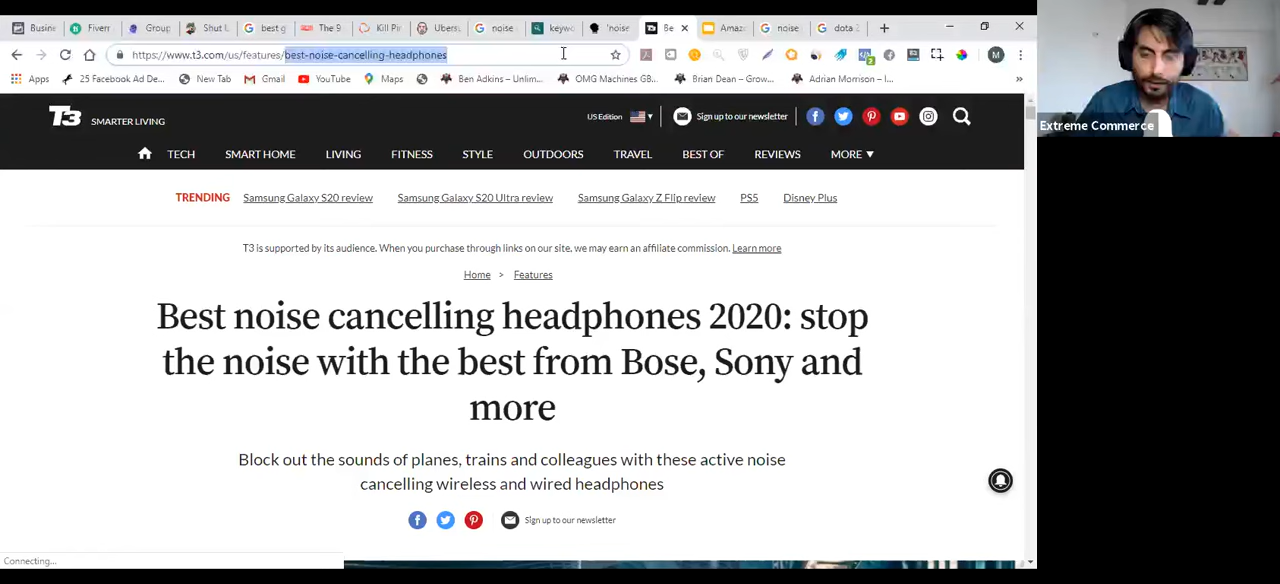 Busine
Fiverr
Group
Shut I
best g
The 9
Kill Pir
Ubersu
noise
keywo
'noise
Be
Amaz
noise
dota 2
https://www.t3.com/us/features/best-noise-cancelling-headphones
Apps
25 Facebook Ad De...
New Tab
Gmail
YouTube
Maps
Ben Adkins – Unlim...
OMG Machines GB...
Brian Dean – Grow...
Adrian Morrison – I...
»
T3 SMARTER LIVING
US Edition
Sign up to our newsletter
TECH
SMART HOME
LIVING
FITNESS
STYLE
OUTDOORS
TRAVEL
BEST OF
REVIEWS
MORE
TRENDING
Samsung Galaxy S20 review
Samsung Galaxy S20 Ultra review
Samsung Galaxy Z Flip review
PS5
Disney Plus
T3 is supported by its audience. When you purchase through links on our site, we may earn an affiliate commission. Learn more
Home > Features
Best noise cancelling headphones 2020: stop
the noise with the best from Bose, Sony and
more
Block out the sounds of planes, trains and colleagues with these active noise
cancelling wireless and wired headphones
Sign up to our newsletter
Connecting...
Extreme Commerce